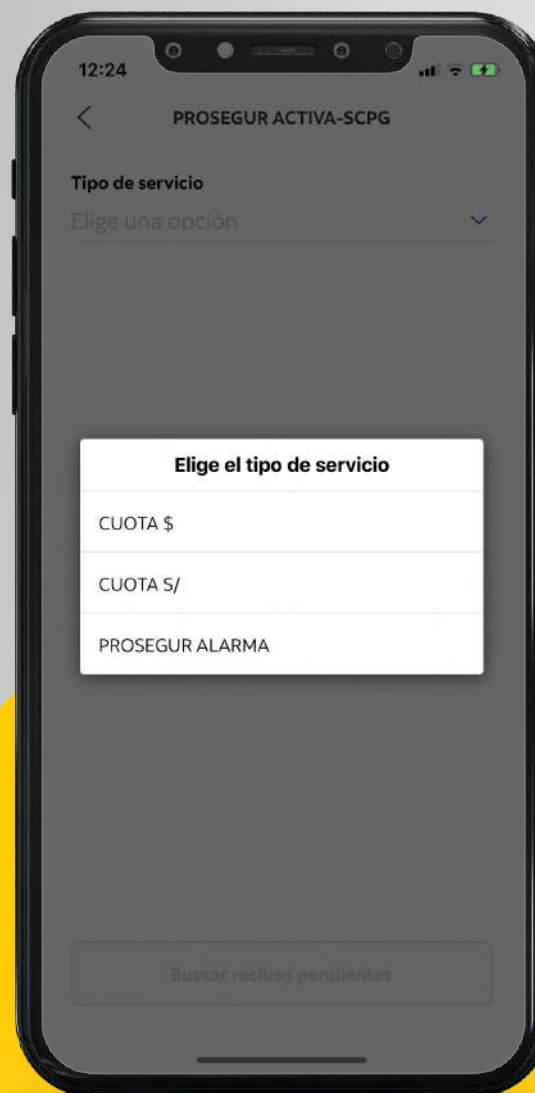 12:24
PROSEGUR ACTIVA-SCPG
Tipo de servicio
Elige una opción
Elige el tipo de servicio
CUOTA $
CUOTA S/
PROSEGUR ALARMA
Buscar recibos pendientes